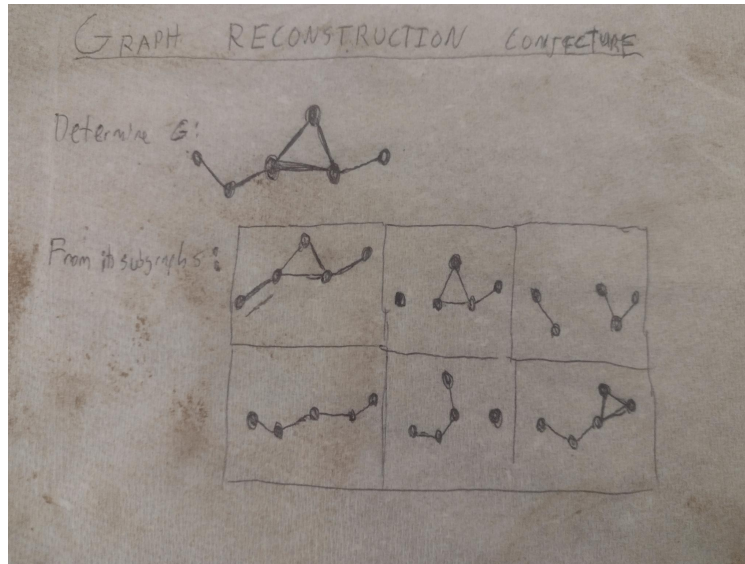 GRAPH RECONSTRUCTION CONJECTURE
Determine G:
From its subgraphs: